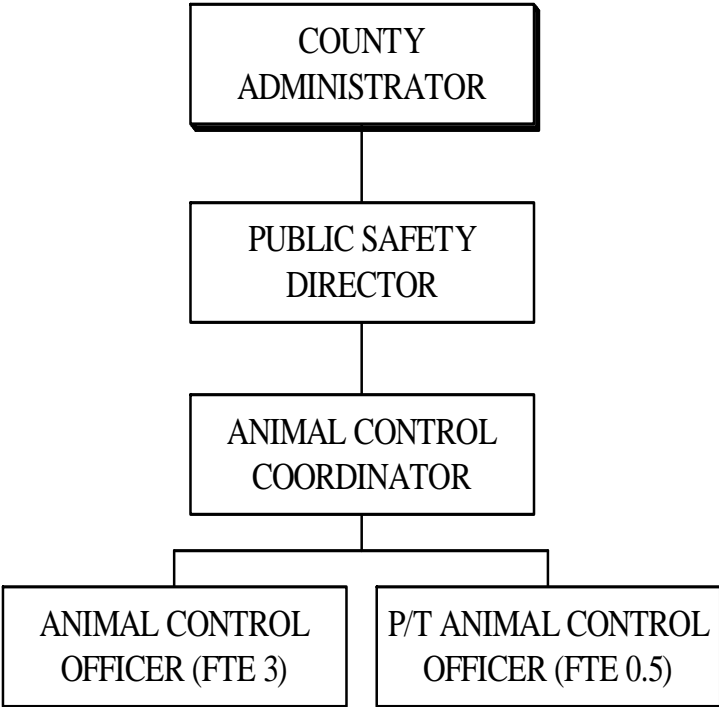 COUNTY
ADMINISTRATOR
PUBLIC SAFETY
DIRECTOR
ANIMAL CONTROL
COORDINATOR
ANIMAL CONTROL
OFFICER (FTE 3)
P/T ANIMAL CONTROL
OFFICER (FTE 0.5)